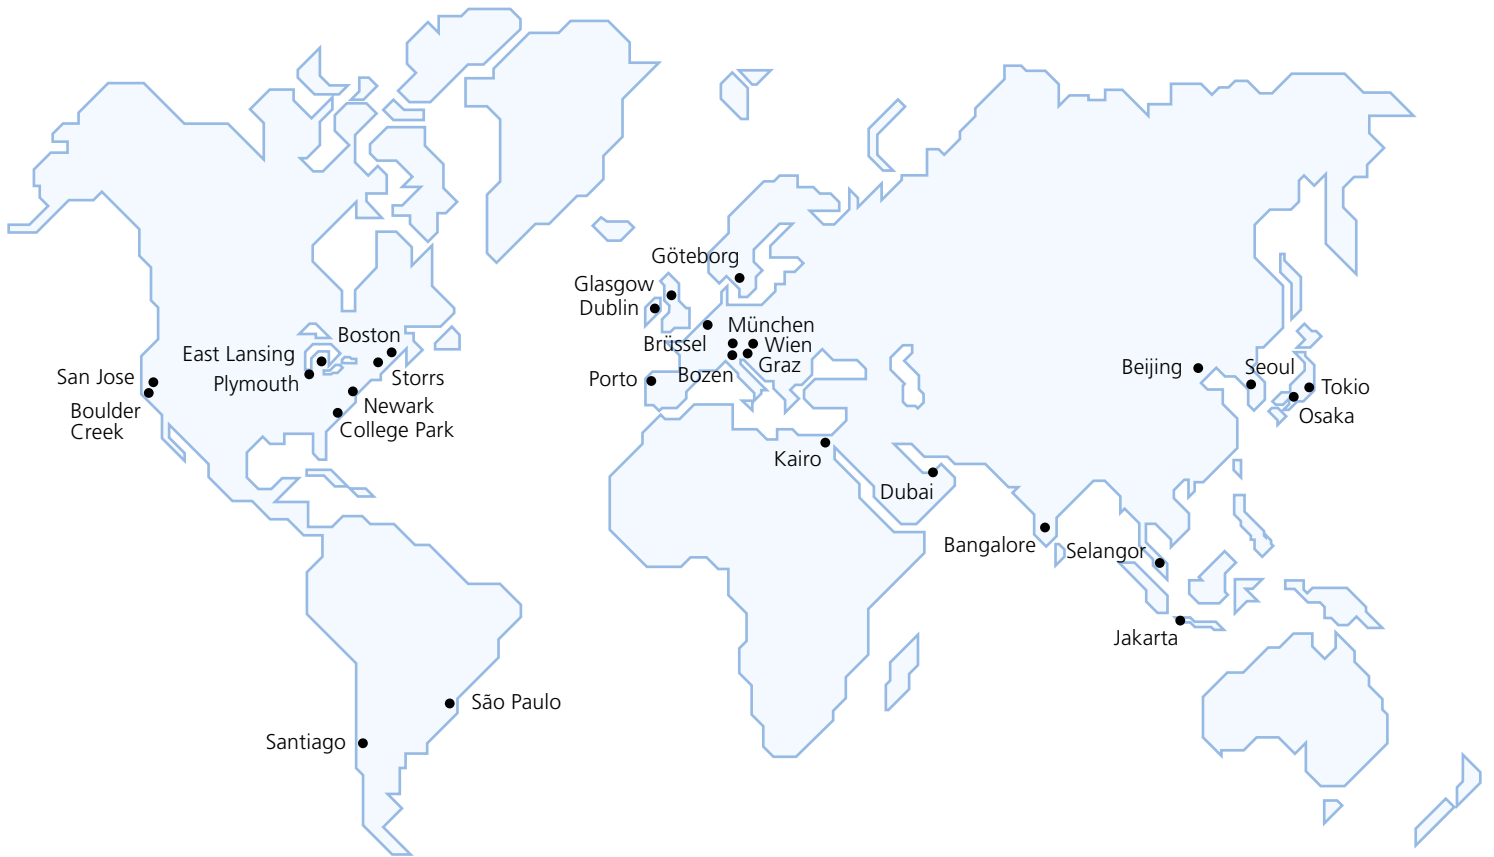 Göteborg
Glasgow
Dublin
München
Brüssel
Wien
Graz
Bozen
Porto
Boston
East Lansing
Plymouth
Storrs
San Jose
Boulder
Creek
Newark
College Park
Beijing
Seoul
Tokio
Osaka
Kairo
Dubai
Bangalore
Selangor
Jakarta
São Paulo
Santiago